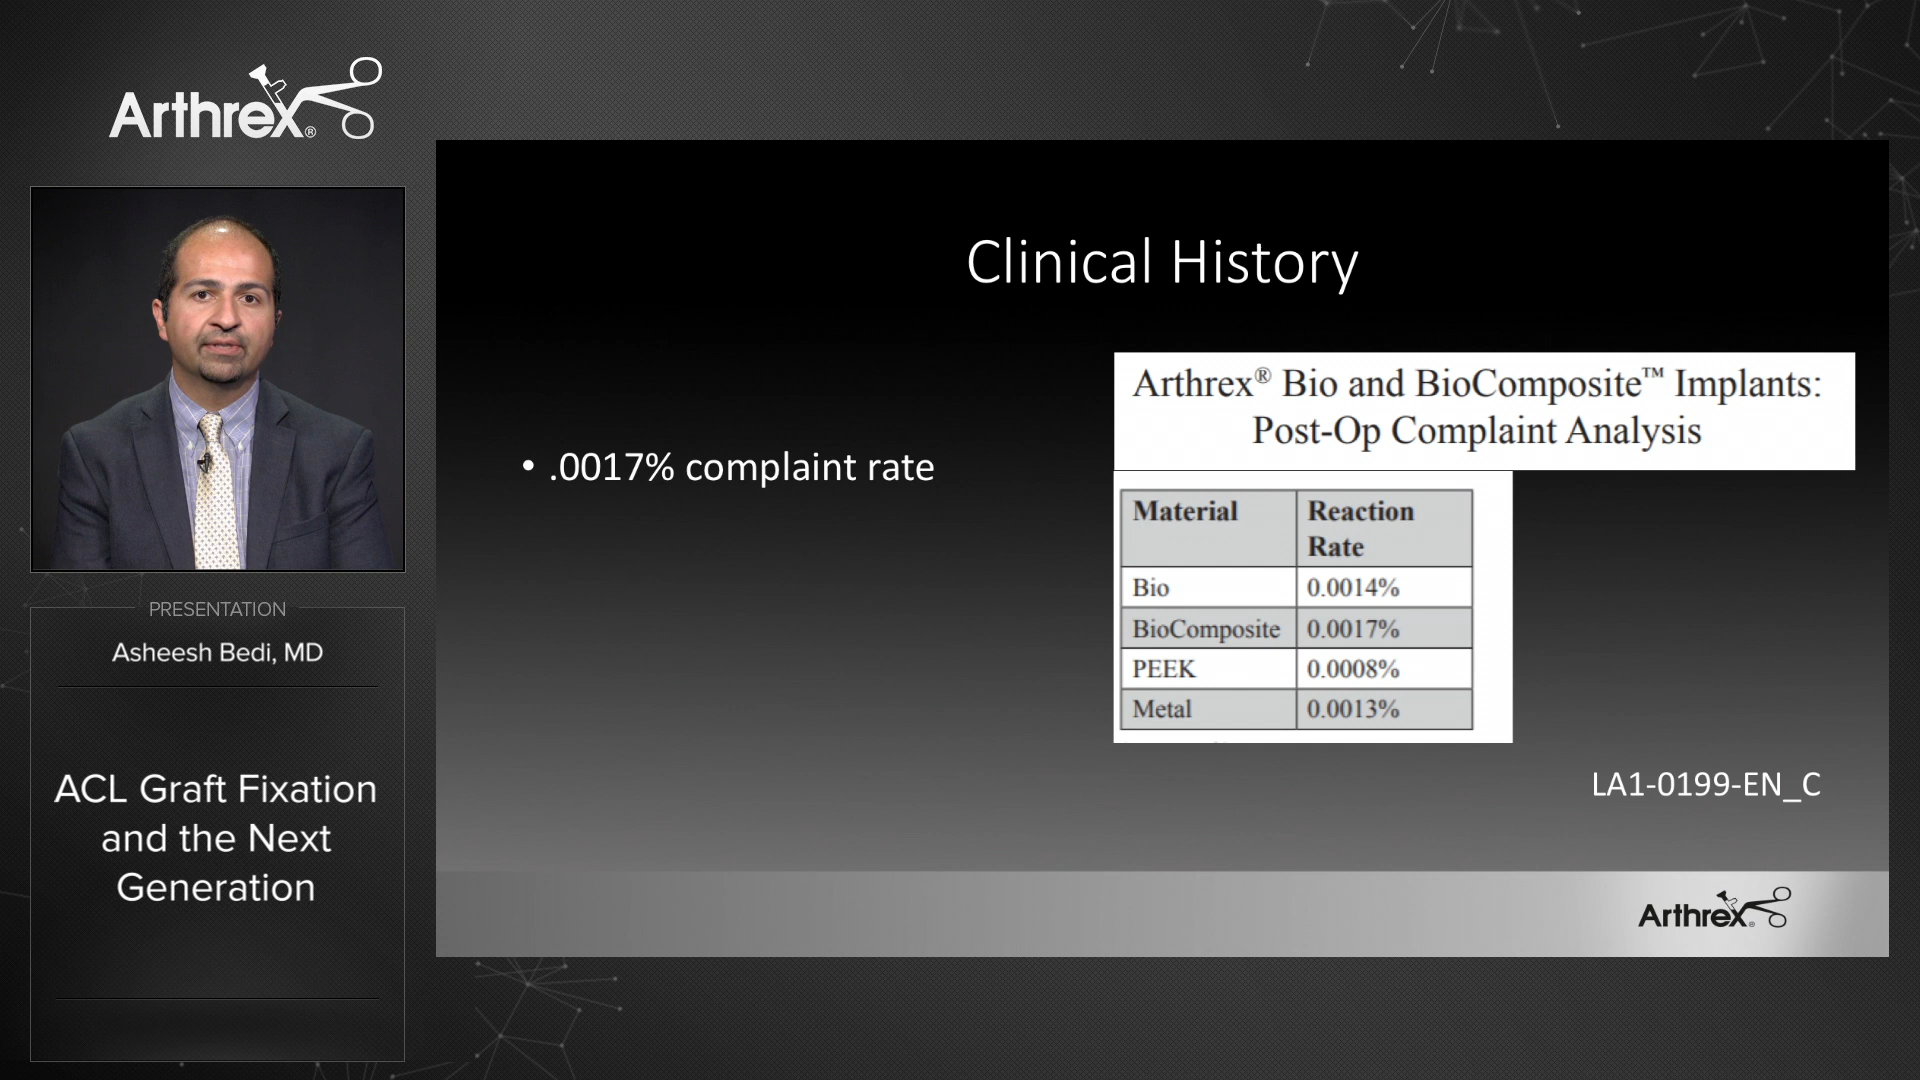 Arthrex®
PRESENTATION
Asheesh Bedi, MD
ACL Graft Fixation
and the Next
Generation
Clinical History
• .0017% complaint rate
Arthrex® Bio and BioComposite™ Implants:
Post-Op Complaint Analysis
Material Reaction
Rate
Bio 0.0014%
BioComposite 0.0017%
PEEK 0.0008%
Metal 0.0013%
LA1-0199-EN_C
Arthrex®